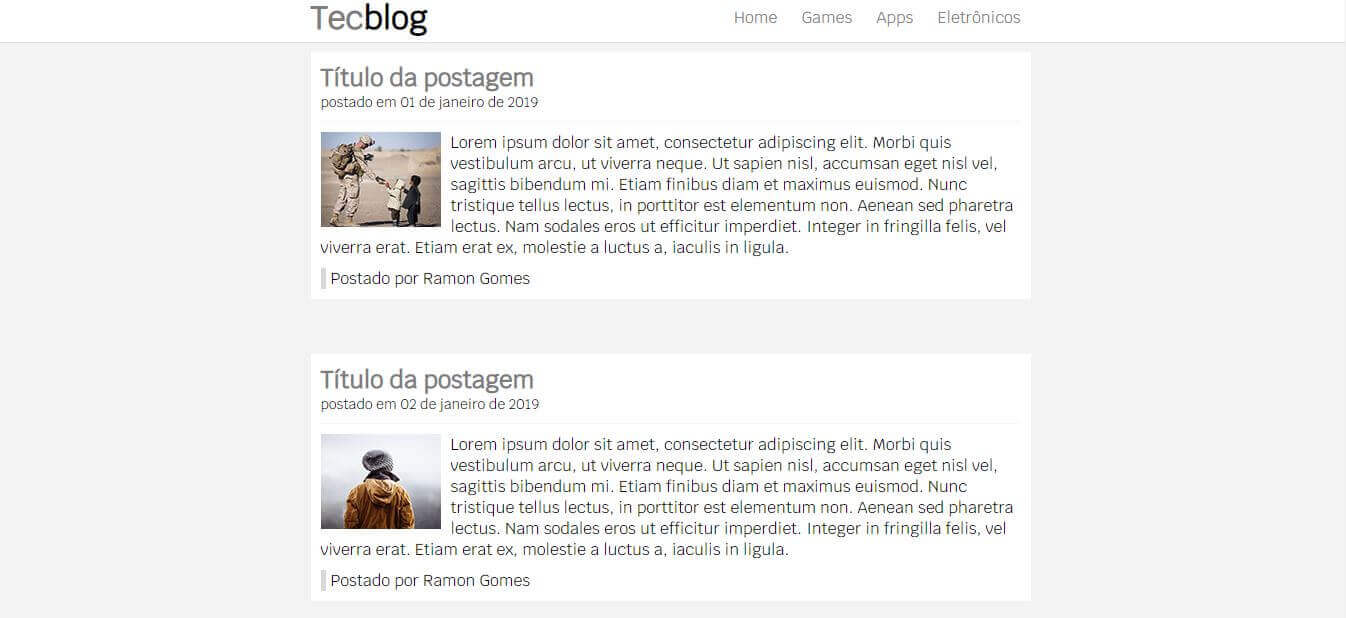 Tecblog
Home Games Apps Eletrônicos
Título da postagem
postado em 01 de janeiro de 2019
Lorem ipsum dolor sit amet, consectetur adipiscing elit. Morbi quis
vestibulum arcu, ut viverra neque. Ut sapien nisl, accumsan eget nisl vel,
sagittis bibendum mi. Etiam finibus diam et maximus euismod. Nunc
tristique tellus lectus, in porttitor est elementum non. Aenean sed pharetra
lectus. Nam sodales eros ut efficitur imperdiet. Integer in fringilla felis, vel
viverra erat. Etiam erat ex, molestie a luctus a, iaculis in ligula.
Postado por Ramon Gomes
Título da postagem
postado em 02 de janeiro de 2019
Lorem ipsum dolor sit amet, consectetur adipiscing elit. Morbi quis
vestibulum arcu, ut viverra neque. Ut sapien nisl, accumsan eget nisl vel,
sagittis bibendum mi. Etiam finibus diam et maximus euismod. Nunc
tristique tellus lectus, in porttitor est elementum non. Aenean sed pharetra
lectus. Nam sodales eros ut efficitur imperdiet. Integer in fringilla felis, vel
viverra erat. Etiam erat ex, molestie a luctus a, iaculis in ligula.
Postado por Ramon Gomes